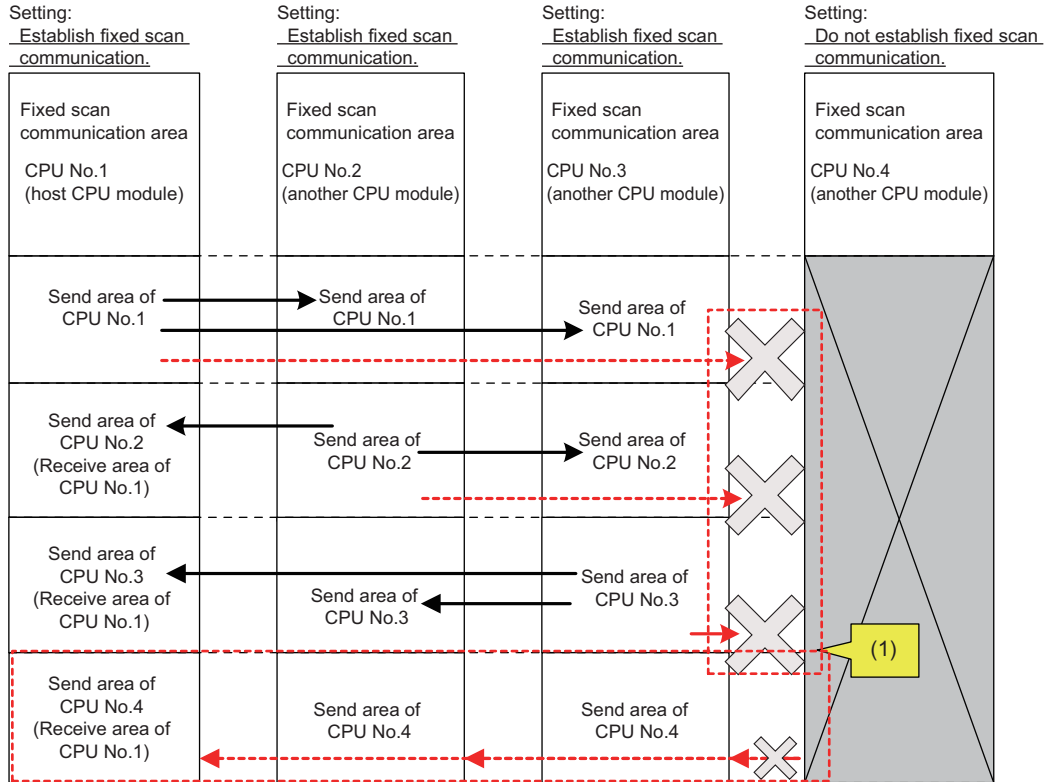 Setting:
Establish fixed scan
communication.
Setting:
Establish fixed scan
communication.
Setting:
Establish fixed scan
communication.
Setting:
Do not establish fixed scan
communication.
Fixed scan
communication area
CPU No.1
(host CPU module)
Fixed scan
communication area
CPU No.2
(another CPU module)
Fixed scan
communication area
CPU No.3
(another CPU module)
Fixed scan
communication area
CPU No.4
(another CPU module)
Send area of
CPU No.1
Send area of
CPU No.1
Send area of
CPU No.1
Send area of
CPU No.2
(Receive area of
CPU No.1)
Send area of
CPU No.2
Send area of
CPU No.2
Send area of
CPU No.3
(Receive area of
CPU No.1)
Send area of
CPU No.3
Send area of
CPU No.3
(1)
Send area of
CPU No.4
(Receive area of
CPU No.1)
Send area of
CPU No.4
Send area of
CPU No.4